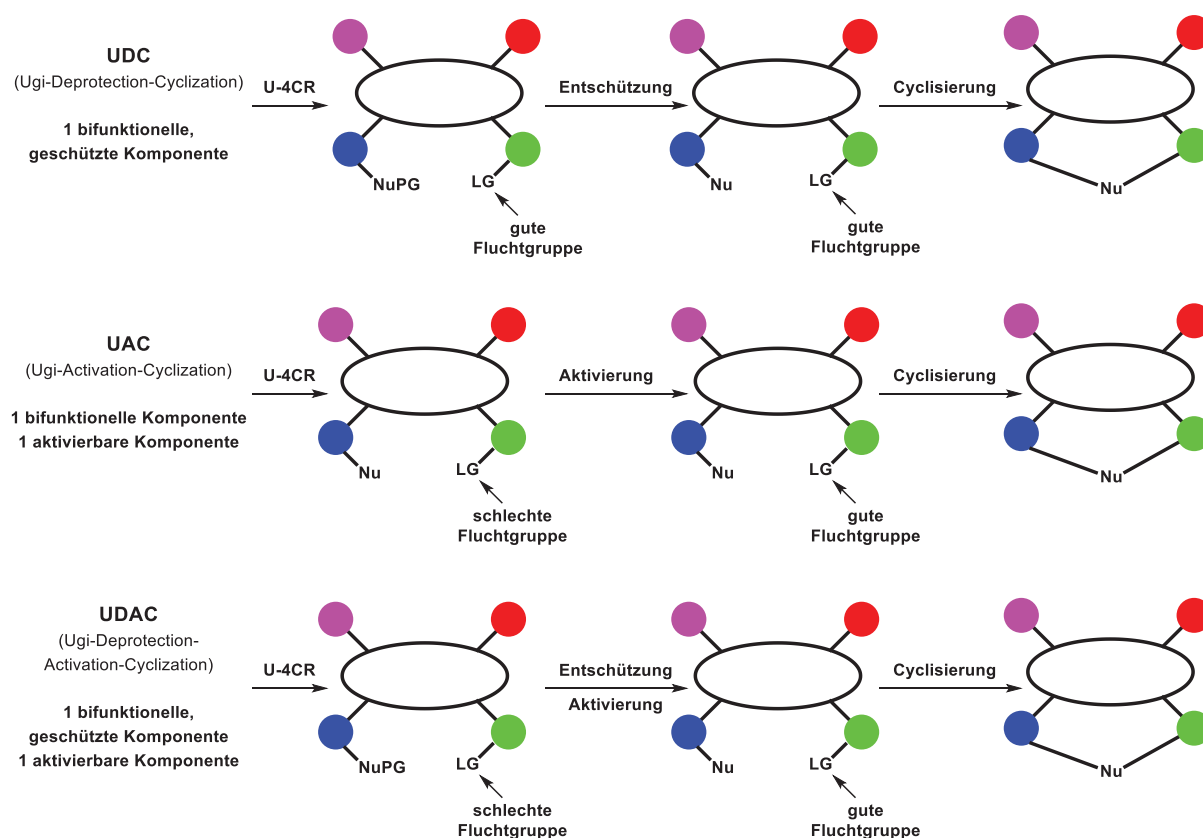 UDC
(Ugi-Deprotection-Cyclization)
1 bifunktionelle,
geschützte Komponente
U-4CR
NuPG
LG
gute
Fluchtgruppe
Entschützung
Nu
LG
gute
Fluchtgruppe
Cyclisierung
Nu
UAC
(Ugi-Activation-Cyclization)
1 bifunktionelle Komponente
1 aktivierbare Komponente
U-4CR
Nu
LG
schlechte
Fluchtgruppe
Aktivierung
Nu
LG
gute
Fluchtgruppe
Cyclisierung
Nu
UDAC
(Ugi-Deprotection-
Activation-Cyclization)
1 bifunktionelle,
geschützte Komponente
1 aktivierbare Komponente
U-4CR
NuPG
LG
schlechte
Fluchtgruppe
Entschützung
Aktivierung
Nu
LG
gute
Fluchtgruppe
Cyclisierung
Nu